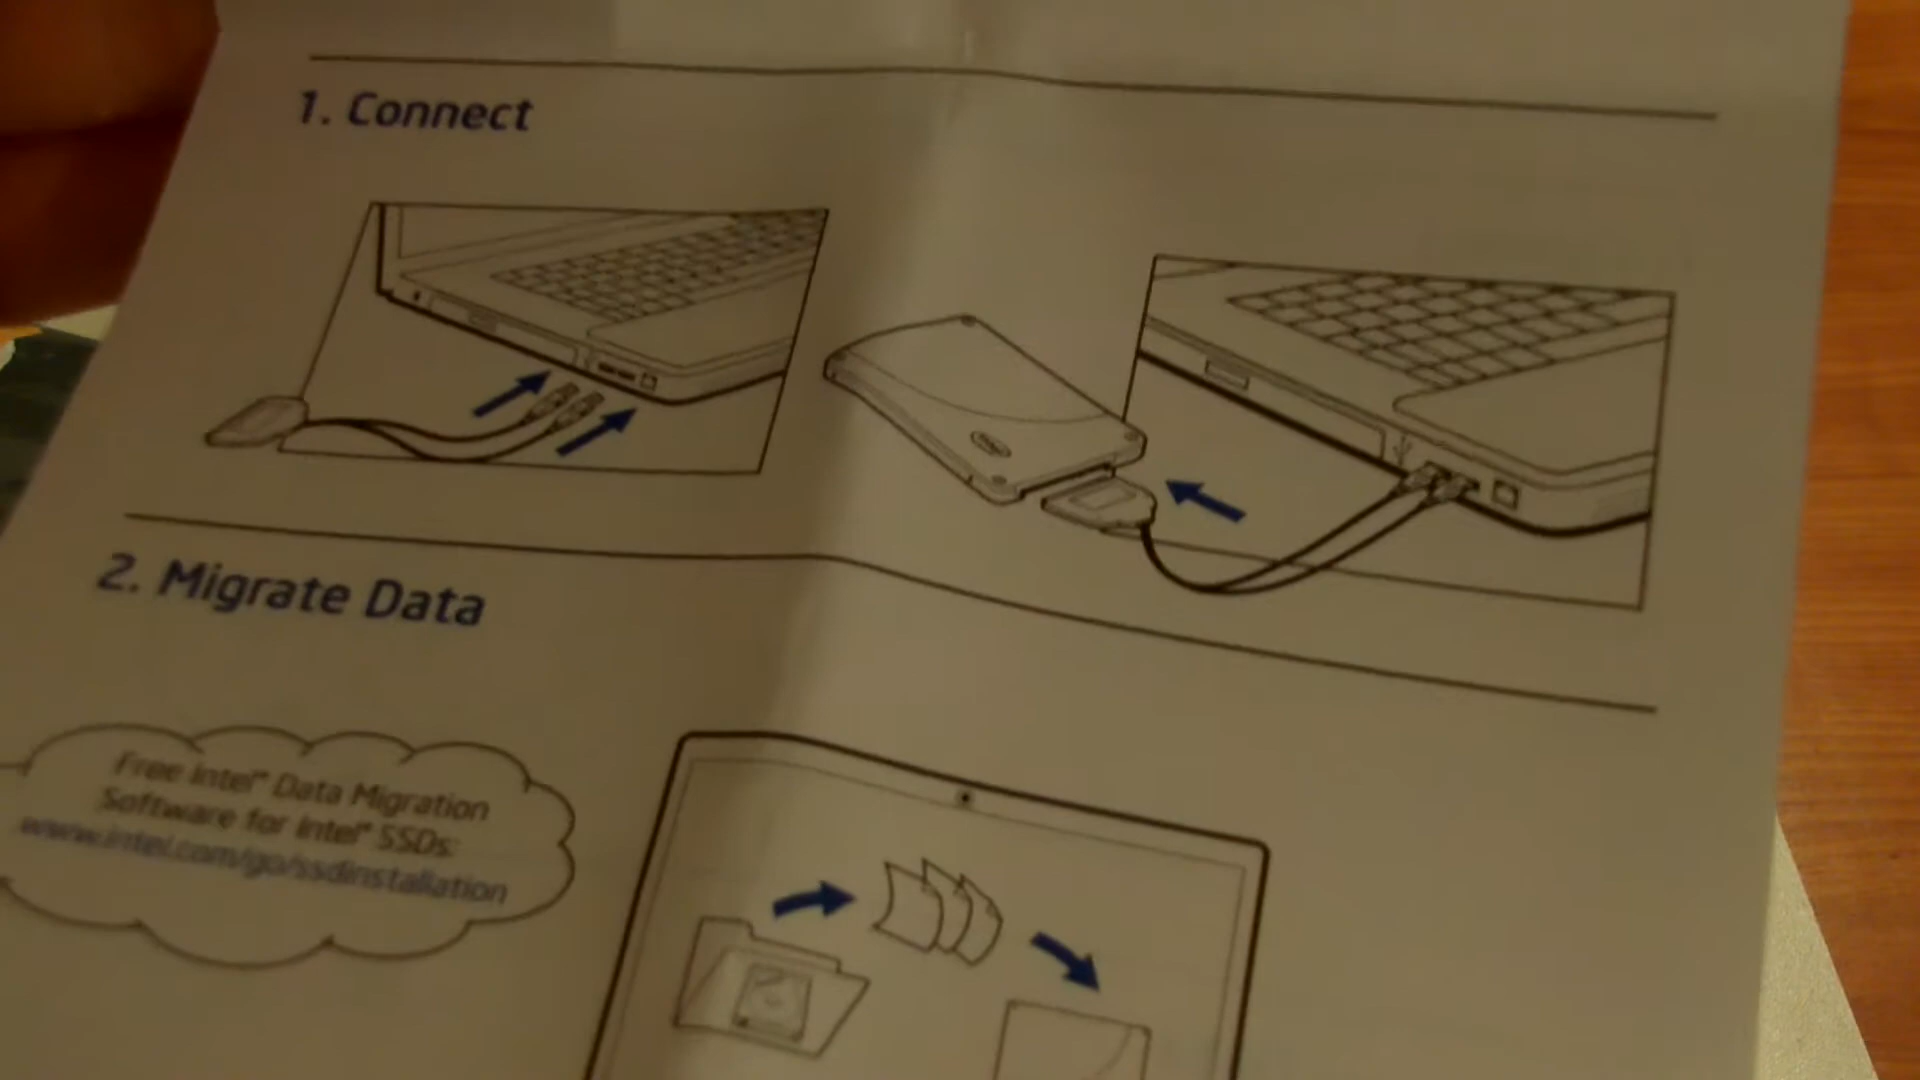 1. Connect
2. Migrate Data
Free Intel® Data Migration
Software for Intel® SSDs:
www.intel.com/go/ssdinstallation